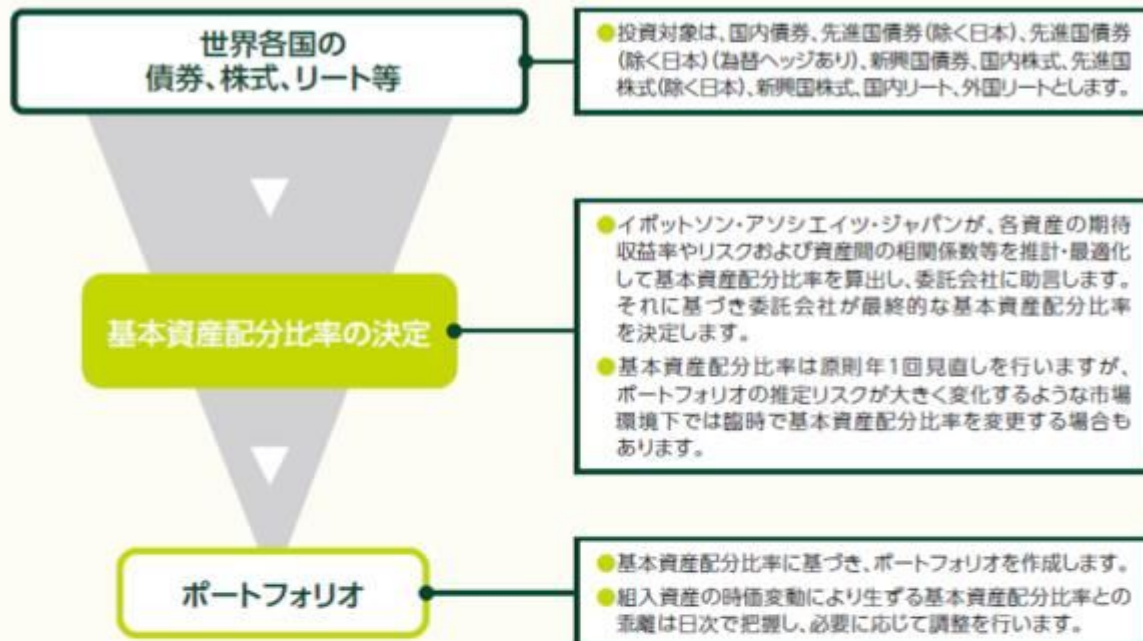 世界各国の
債券、株式、リート等
●投資対象は、国内債券、先進国債券(除く日本)、先進国債券
(除く日本)(為替ヘッジあり)、新興国債券、国内株式、先進国
株式(除く日本)、新興国株式、国内リート、外国リートとします。
基本資産配分比率の決定
●イボットソン・アソシエイツ・ジャパンが、各資産の期待
収益率やリスクおよび資産間の相関係数等を推計・最適化
して基本資産配分比率を算出し、委託会社に助言します。
それに基づき委託会社が最終的な基本資産配分比率
を決定します。
●基本資産配分比率は原則年1回見直しを行いますが、
ポートフォリオの推定リスクが大きく変化するような市場
環境下では臨時で基本資産配分比率を変更する場合も
あります。
ポートフォリオ
●基本資産配分比率に基づき、ポートフォリオを作成します。
●組入資産の時価変動により生ずる基本資産配分比率との
乖離は日次で把握し、必要に応じて調整を行います。